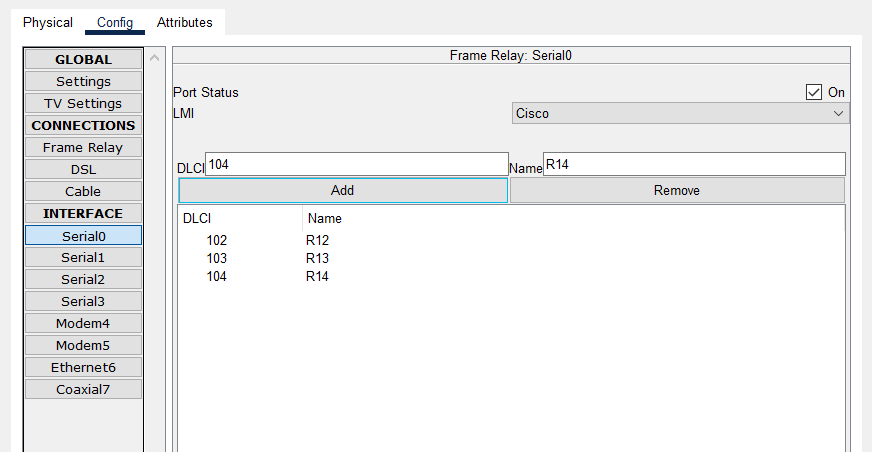 Physical Config Attributes
GLOBAL
Settings
TV Settings
CONNECTIONS
Frame Relay
DSL
Cable
INTERFACE
Serial0
Serial1
Serial2
Serial3
Modem4
Modem5
Ethernet6
Coaxial7
Frame Relay: Serial0
Port Status On
LMI Cisco
DLCI 104 Name R14
Add Remove
DLCI Name
102 R12
103 R13
104 R14